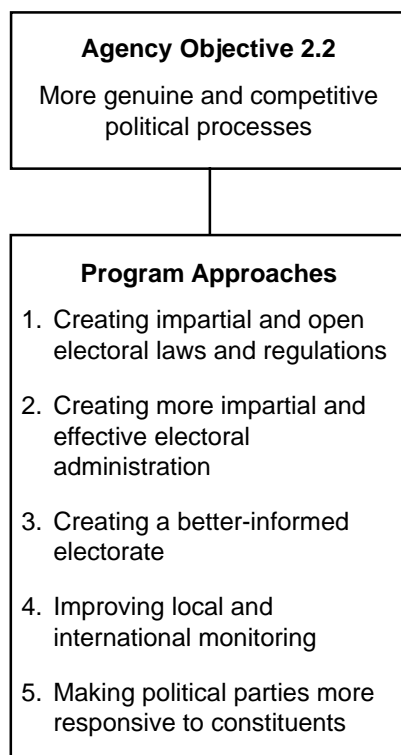 Agency Objective 2.2
More genuine and competitive
political processes
Program Approaches
1. Creating impartial and open
electoral laws and regulations
2. Creating more impartial and
effective electoral
administration
3. Creating a better-informed
electorate
4. Improving local and
international monitoring
5. Making political parties more
responsive to constituents